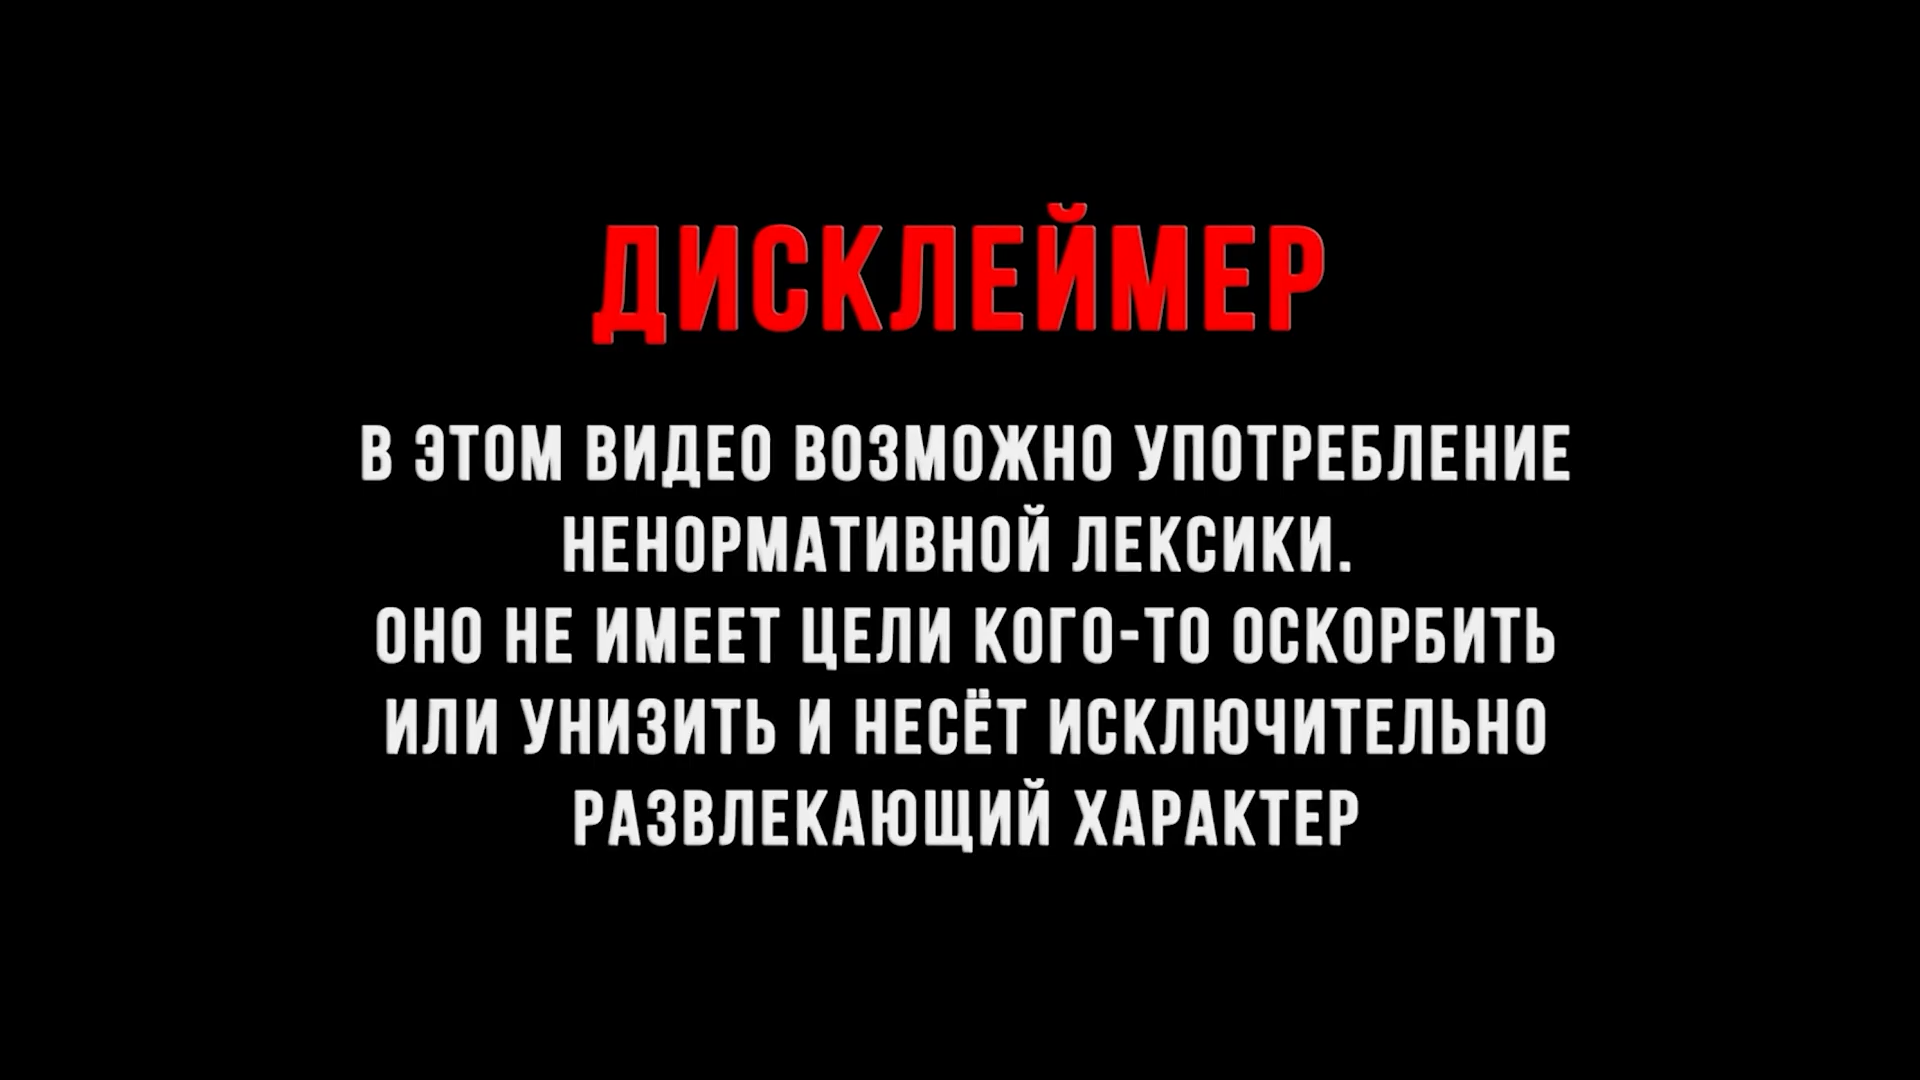 ДИСКЛЕЙМЕР
В ЭТОМ ВИДЕО ВОЗМОЖНО УПОТРЕБЛЕНИЕ
НЕНОРМАТИВНОЙ ЛЕКСИКИ.
ОНО НЕ ИМЕЕТ ЦЕЛИ КОГО-ТО ОСКОРБИТЬ
ИЛИ УНИЗИТЬ И НЕСЁТ ИСКЛЮЧИТЕЛЬНО
РАЗВЛЕКАЮЩИЙ ХАРАКТЕР